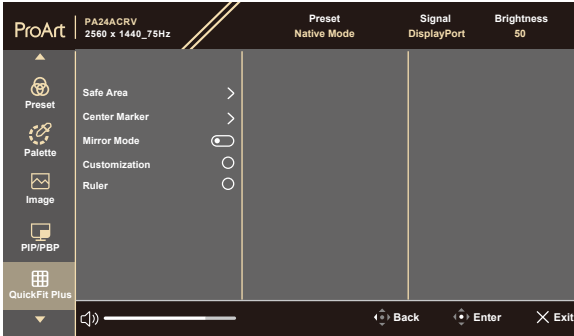 ProArt
PA24ACRV
2560 x 1440_75Hz
Preset
Native Mode
Signal
DisplayPort
Brightness
50
Preset
Palette
Image
PIP/PBP
QuickFit Plus
Safe Area
Center Marker
Mirror Mode
Customization
Ruler
Back
Enter
Exit